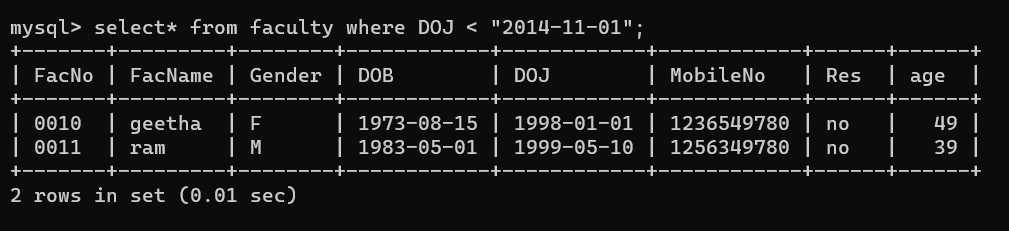 mysql> select* from faculty where DOJ < "2014-11-01";
+-------+---------+--------+------------+------------+------------+------+------+
| FacNo | FacName | Gender | DOB        | DOJ        | MobileNo   | Res  | age  |
+-------+---------+--------+------------+------------+------------+------+------+
| 0010  | geetha  | F      | 1973-08-15 | 1998-01-01 | 1236549780 | no   |   49 |
| 0011  | ram     | M      | 1983-05-01 | 1999-05-10 | 1256349780 | no   |   39 |
+-------+---------+--------+------------+------------+------------+------+------+
2 rows in set (0.01 sec)